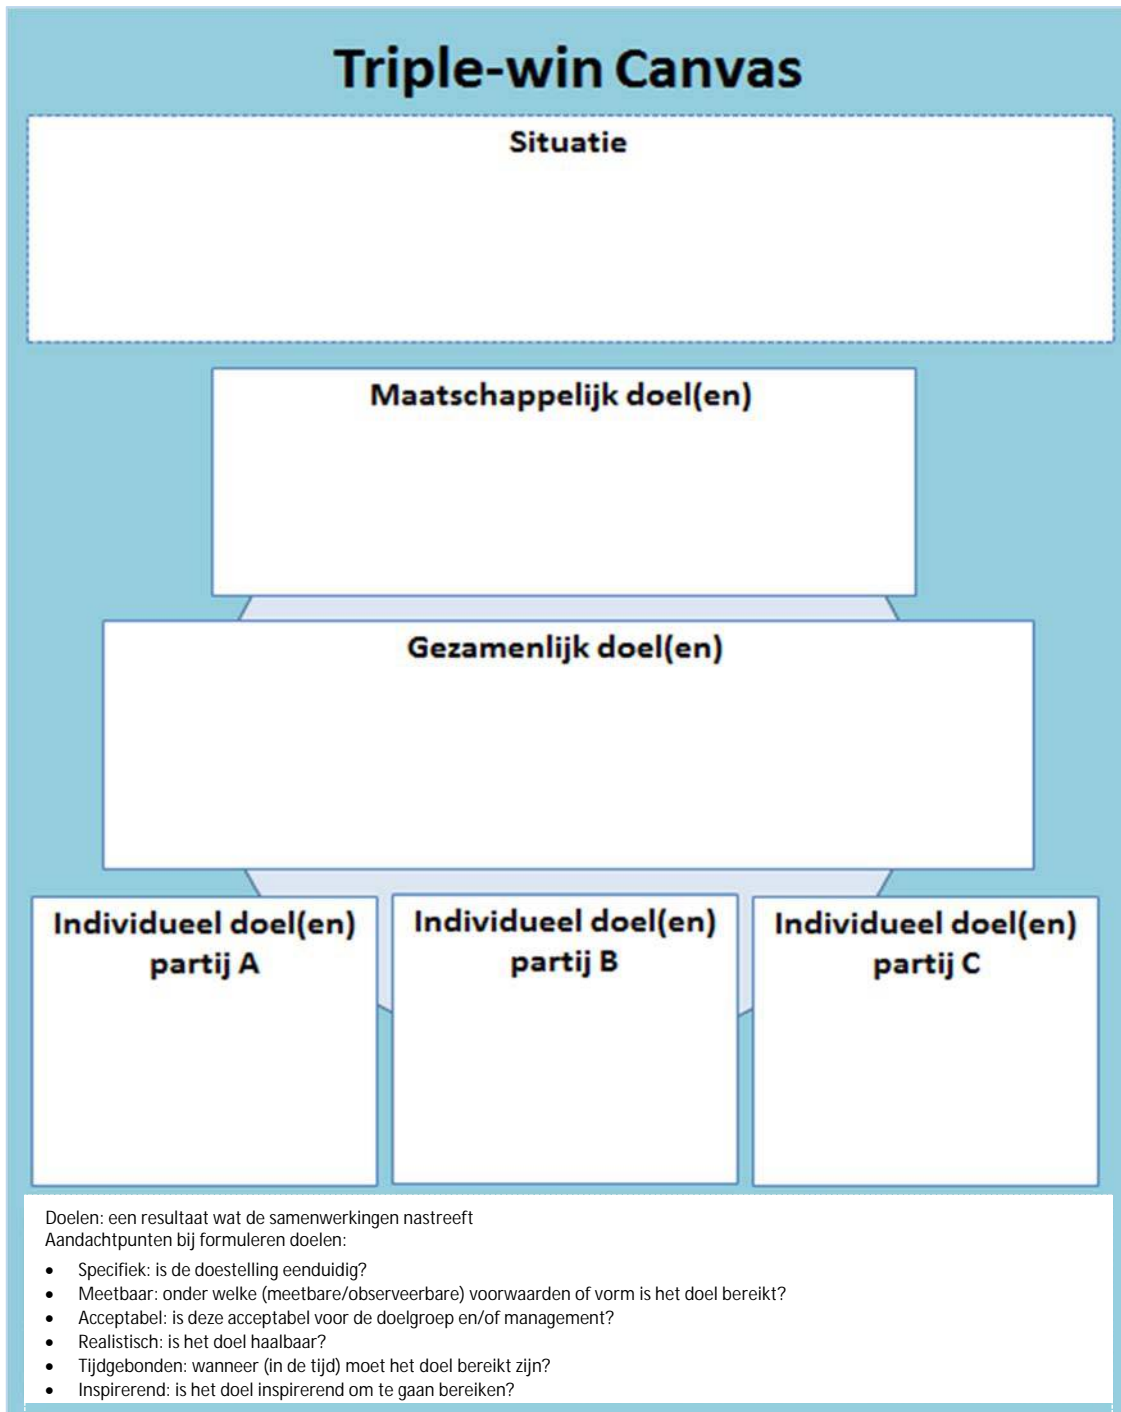 Triple-win Canvas
Situatie
Maatschappelijk doel(en)
Gezamenlijk doel(en)
Individueel doel(en)
partij A
Individueel doel(en)
partij B
Individueel doel(en)
partij C
Doelen: een resultaat wat de samenwerkingen nastreeft
Aandachtpunten bij formuleren doelen:
• Specifiek: is de doestelling eenduidig?
• Meetbaar: onder welke (meetbare/observeerbare) voorwaarden of vorm is het doel bereikt?
• Acceptabel: is deze acceptabel voor de doelgroep en/of management?
• Realistisch: is het doel haalbaar?
• Tijdgebonden: wanneer (in de tijd) moet het doel bereikt zijn?
• Inspirerend: is het doel inspirerend om te gaan bereiken?